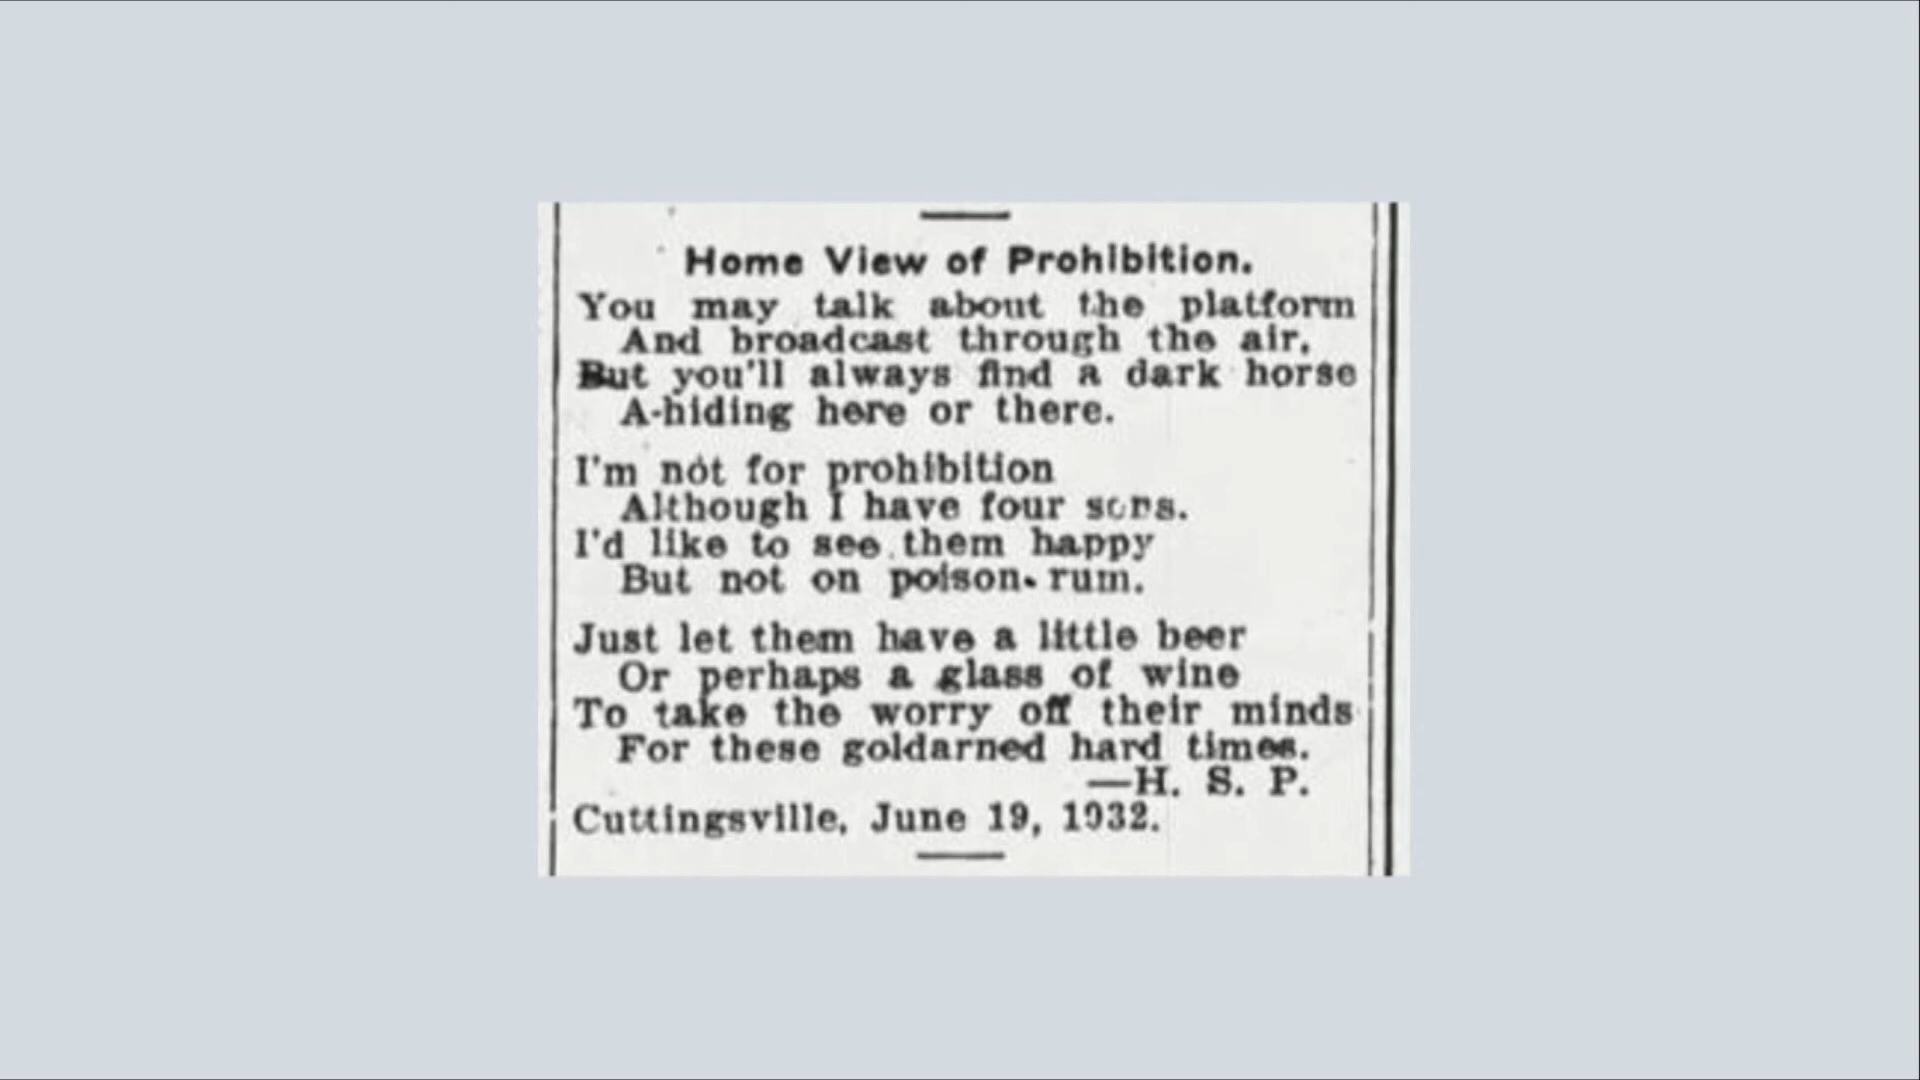 Home View of Prohibition.
You may talk about the platform
And broadcast through the air,
But you'll always find a dark horse
A-hiding here or there.
I'm not for prohibition
Although I have four sons.
I'd like to see them happy
But not on poison rum.
Just let them have a little beer
Or perhaps a glass of wine
To take the worry off their minds
For these goldarned hard times.
—H. S. P.
Cuttingsville, June 19, 1932.